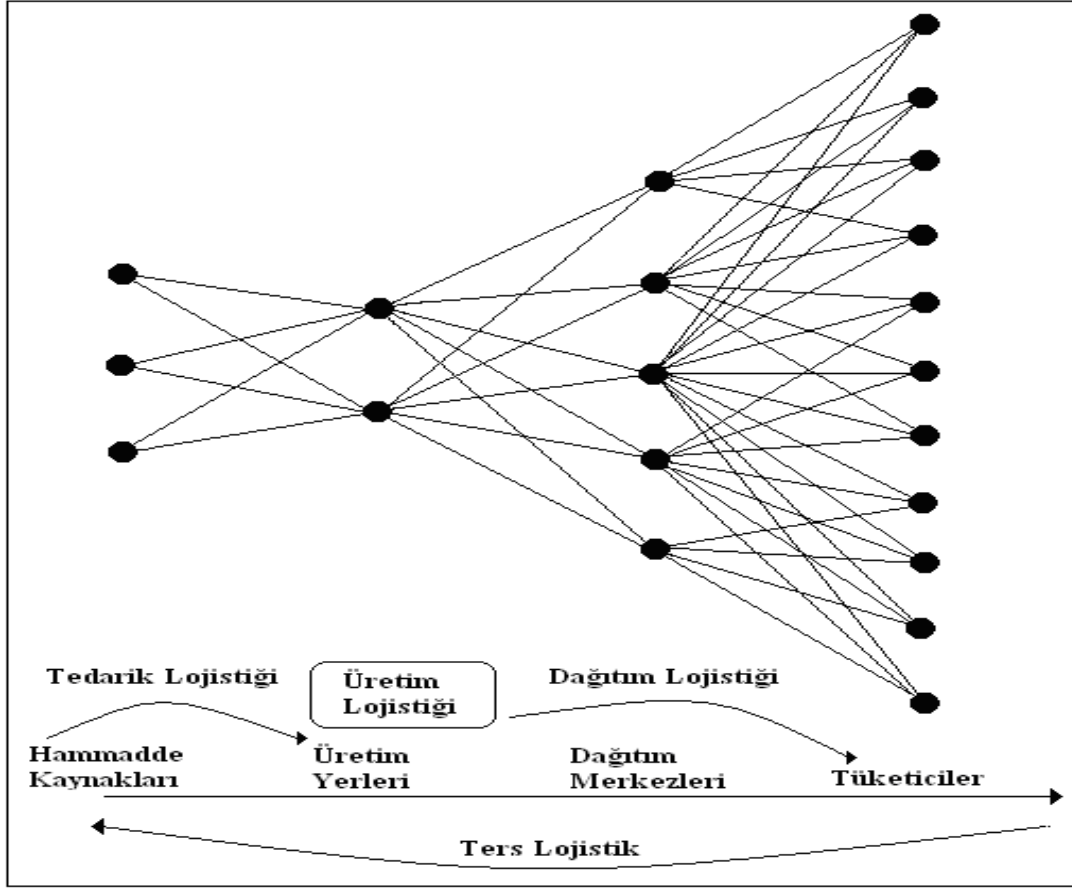 Tedarik Lojistiği
Üretim
Lojistiği
Dağıtım Lojistiği
Hammadde
Kaynakları
Üretim
Yerleri
Dağıtım
Merkezleri
Tüketiciler
Ters Lojistik